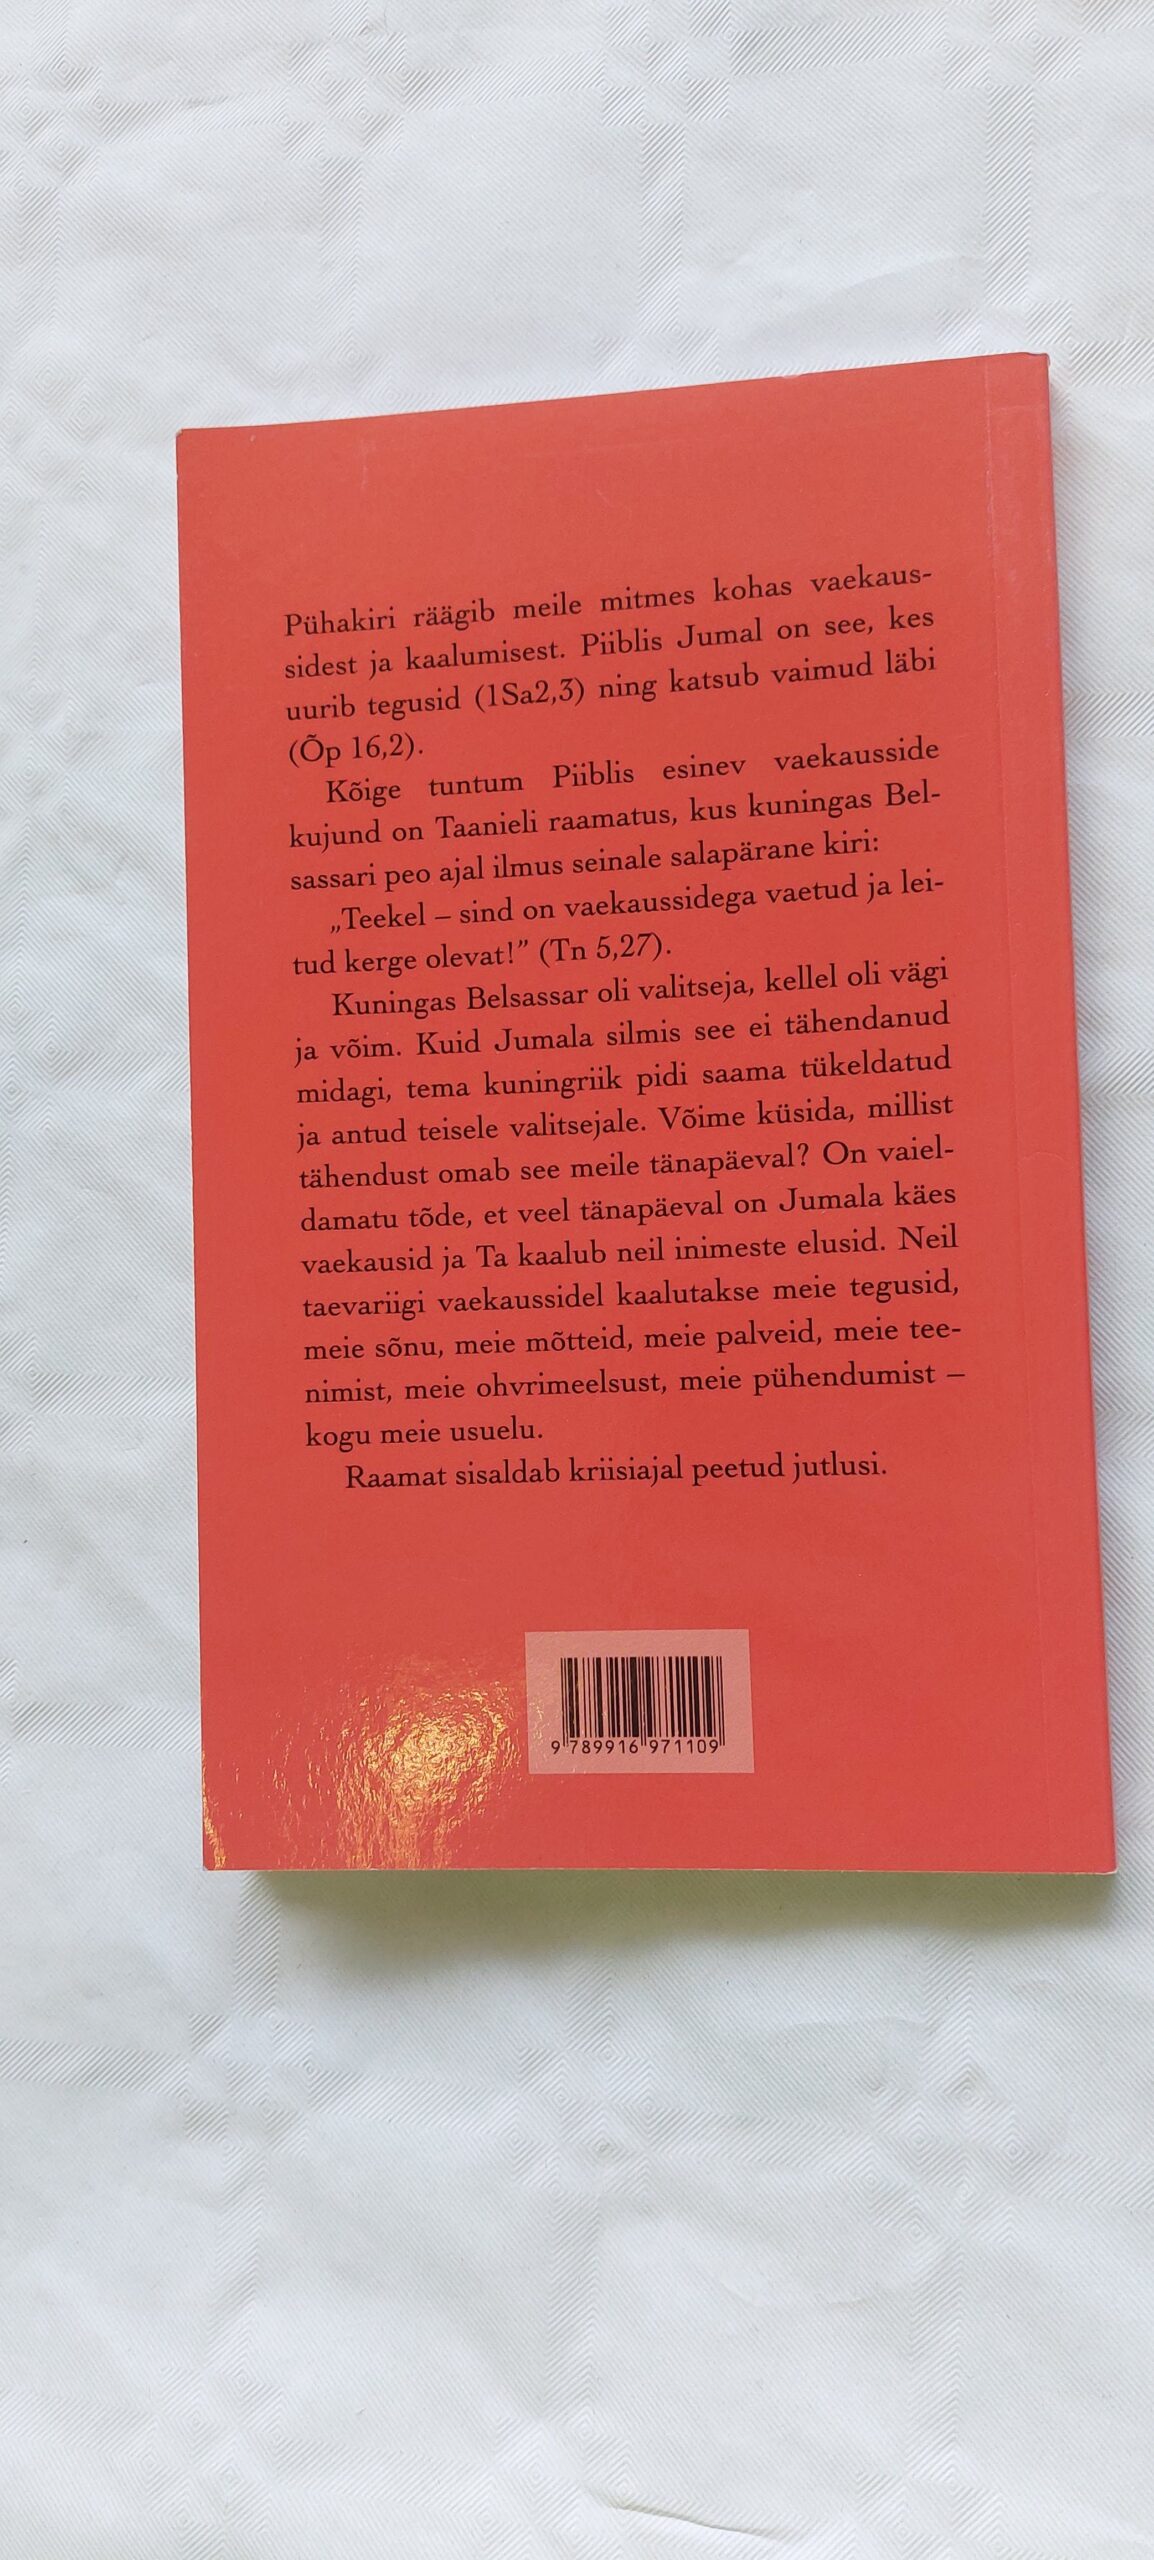 Pühakiri räägib meile mitmes kohas vaekaus-
sidest ja kaalumisest. Piiblis Jumal on see, kes
uurib tegusid (1Sa2,3) ning katsub vaimud läbi
(Õp 16,2).
Kõige tuntum Piiblis esinev vaekausside
kujund on Taanieli raamatus, kus kuningas Bel-
sassari peo ajal ilmus seinale salapärane kiri:
„Teekel – sind on vaekaussidega vaetud ja lei-
tud kerge olevat!” (Tn 5,27).
Kuningas Belsassar oli valitseja, kellel oli vägi
ja võim. Kuid Jumala silmis see ei tähendanud
midagi, tema kuningriik pidi saama tükeldatud
ja antud teisele valitsejale. Võime küsida, millist
tähendust omab see meile tänapäeval? On vaiel-
damatu tõde, et veel tänapäeval on Jumala käes
vaekausid ja Ta kaalub neil inimeste elusid. Neil
taevariigi vaekaussidel kaalutakse meie tegusid,
meie sõnu, meie mõtteid, meie palveid, meie tee-
nimist, meie ohvrimeelsust, meie pühendumist –
kogu meie usuelu.
Raamat sisaldab kriisiajal peetud jutlusi.
9 789916 971109